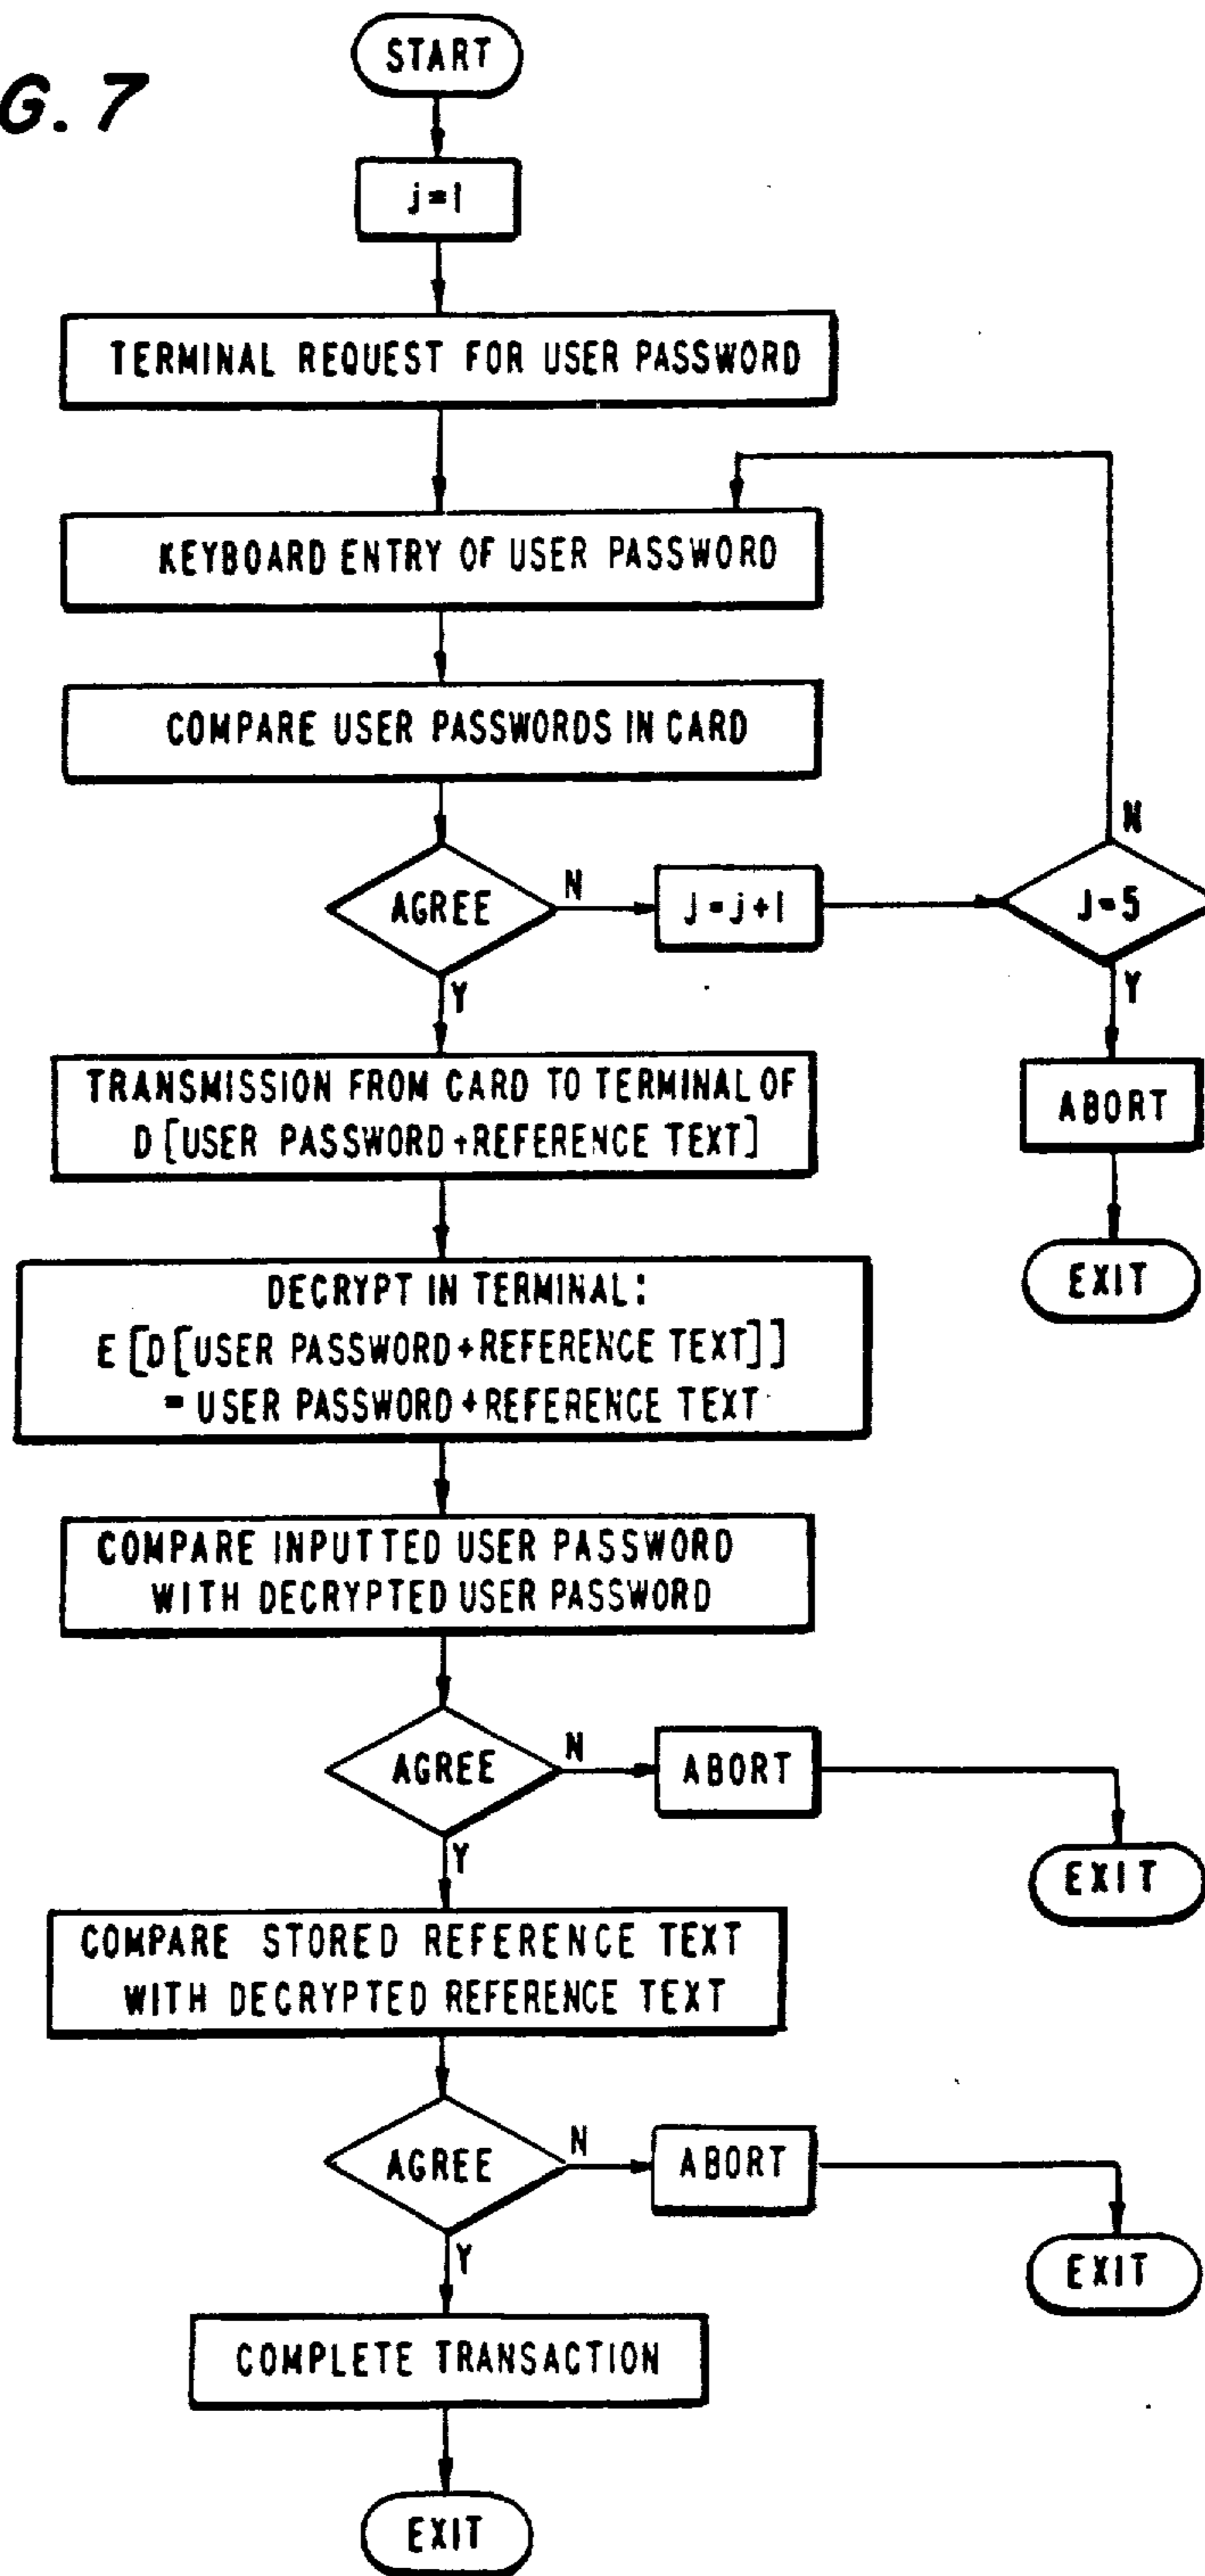 G. 7
START
j=1
TERMINAL REQUEST FOR USER PASSWORD
KEYBOARD ENTRY OF USER PASSWORD
COMPARE USER PASSWORDS IN CARD
AGREE
N
j=j+1
J=5
N
Y
Y
ABORT
EXIT
TRANSMISSION FROM CARD TO TERMINAL OF
D [USER PASSWORD+REFERENCE TEXT]
DECRYPT IN TERMINAL:
E [D [USER PASSWORD+REFERENCE TEXT]]
= USER PASSWORD+REFERENCE TEXT
COMPARE INPUTTED USER PASSWORD
WITH DECRYPTED USER PASSWORD
AGREE
N
ABORT
EXIT
Y
COMPARE STORED REFERENCE TEXT
WITH DECRYPTED REFERENCE TEXT
AGREE
N
ABORT
EXIT
Y
COMPLETE TRANSACTION
EXIT